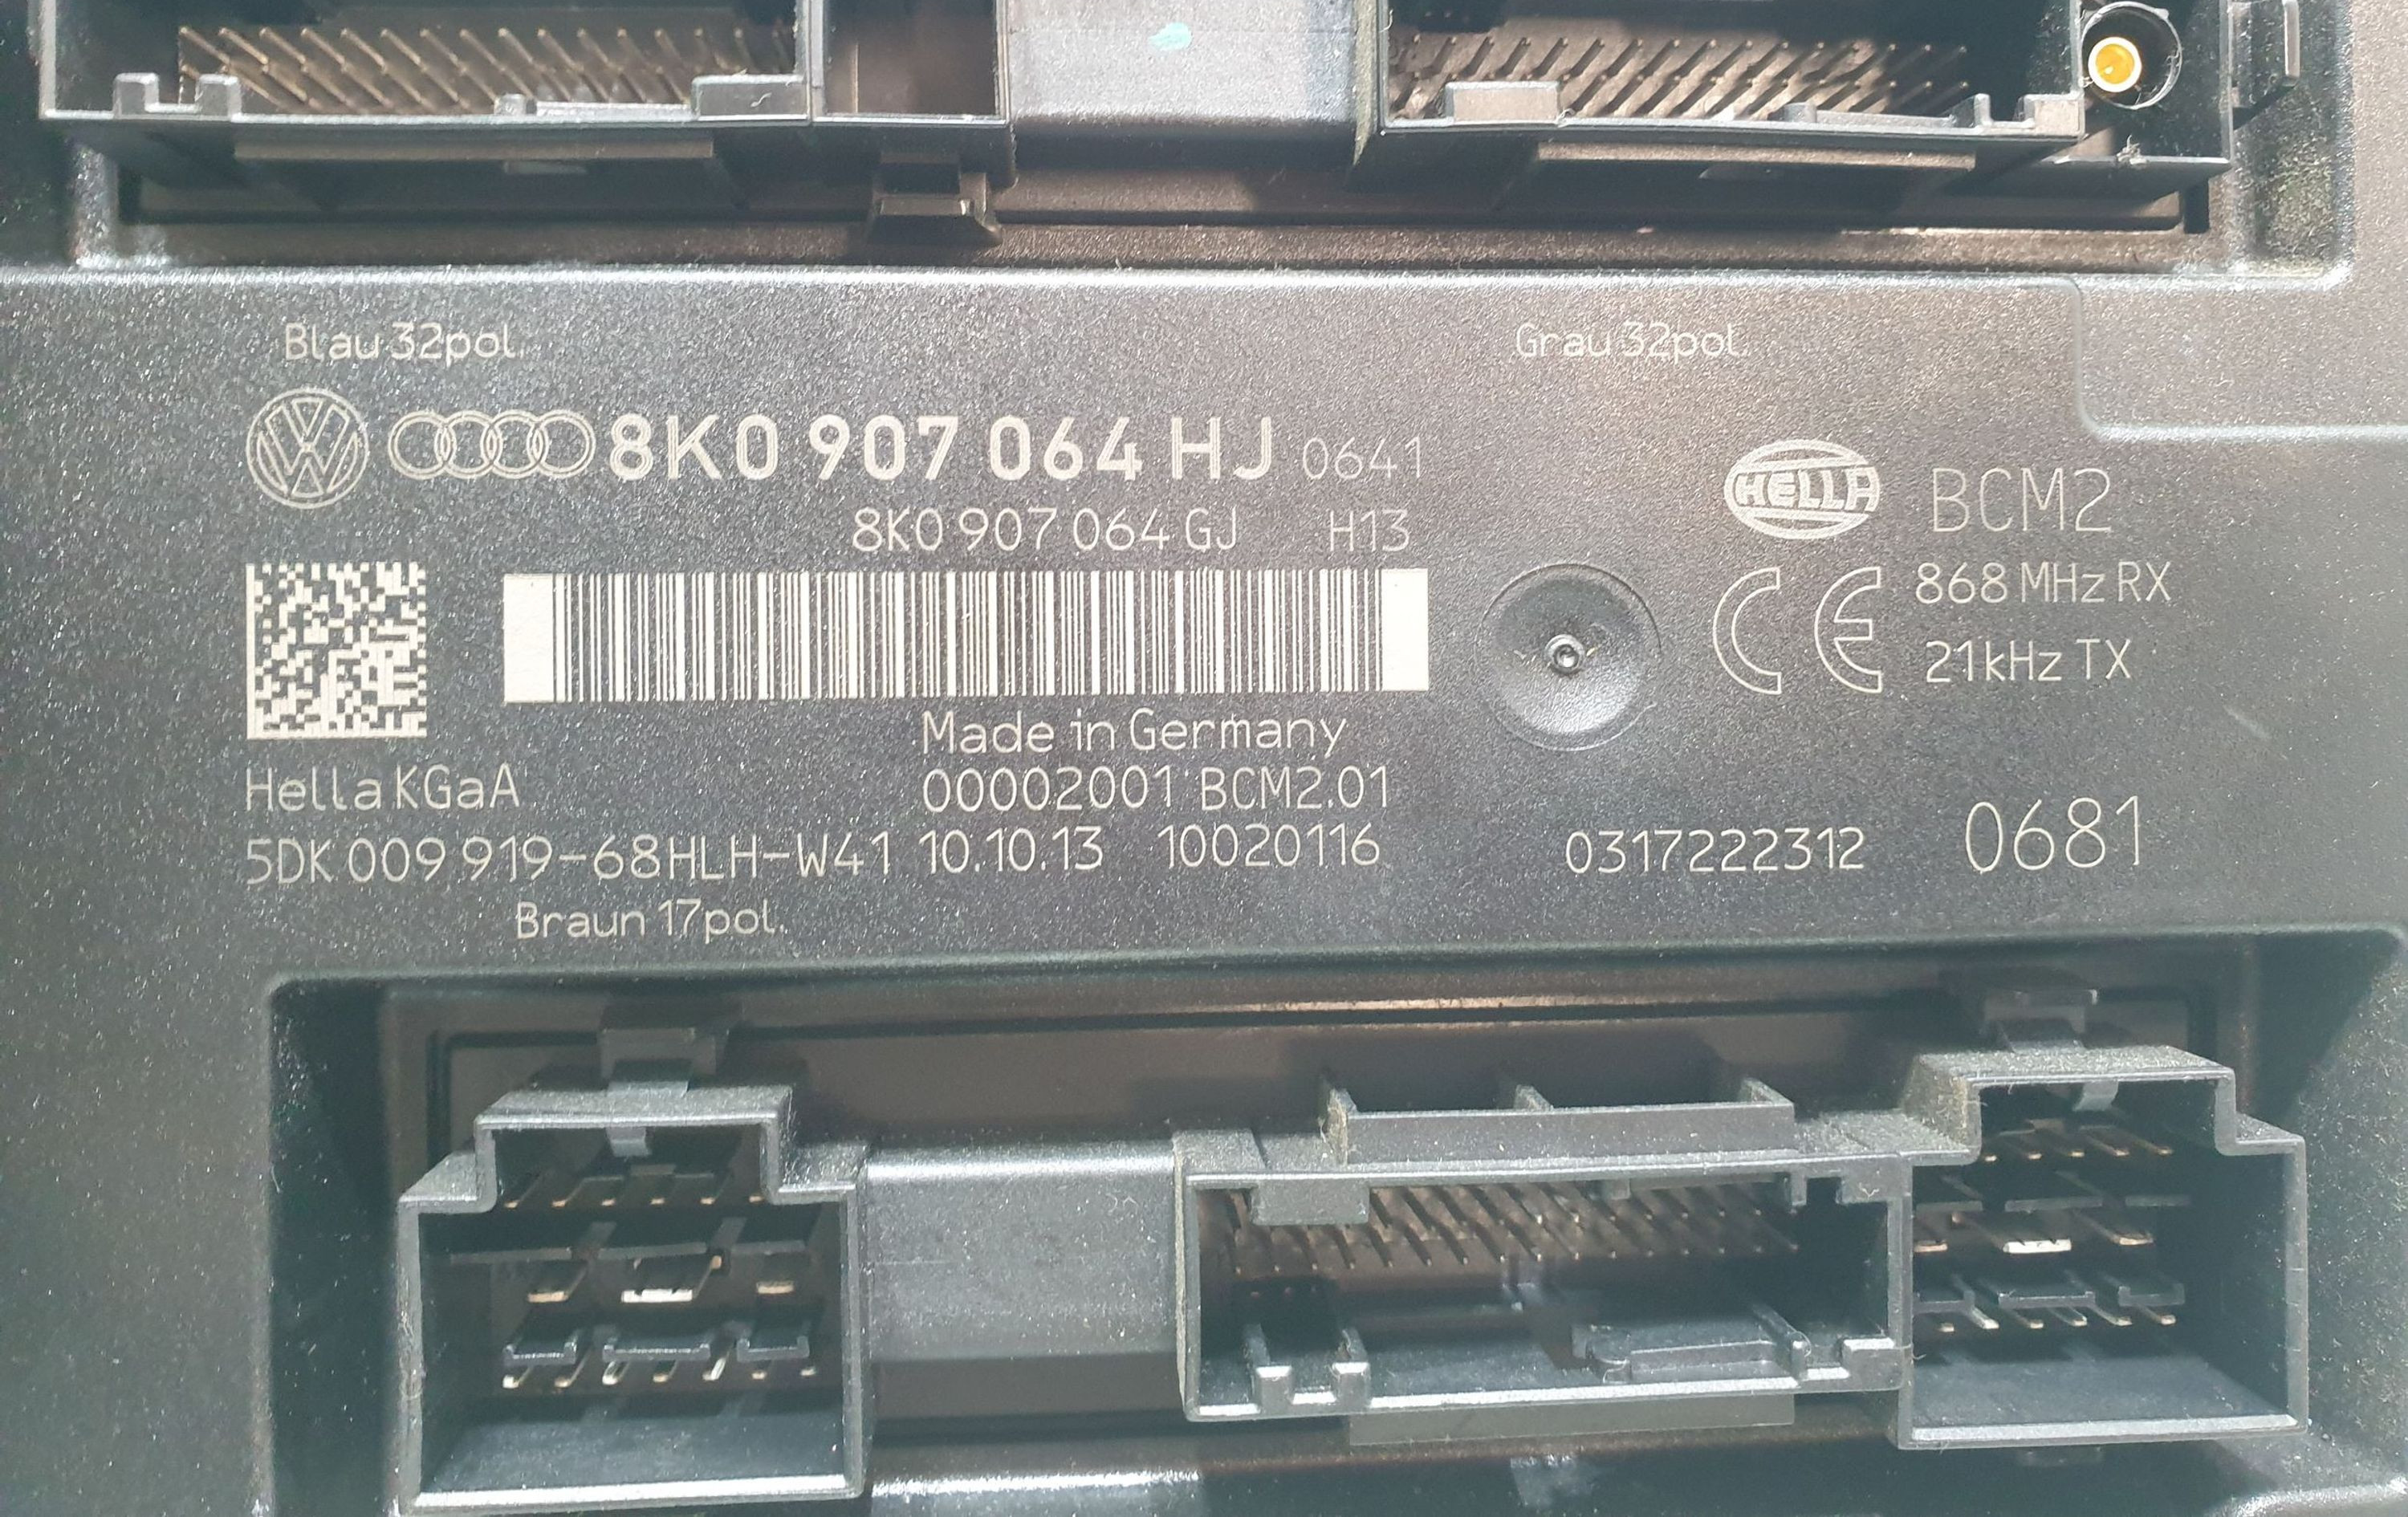 Blau 32pol.
Grau 32pol.
8K0 907 064 HJ 0641
8K0 907 064 GJ H13
HELLA BCM2
868 MHz RX
21kHz TX
Made in Germany
Hella KGaA 00002001 BCM2.01
5DK 009 919-68HLH-W41 10.10.13 10020116 0317222312 0681
Braun 17pol.